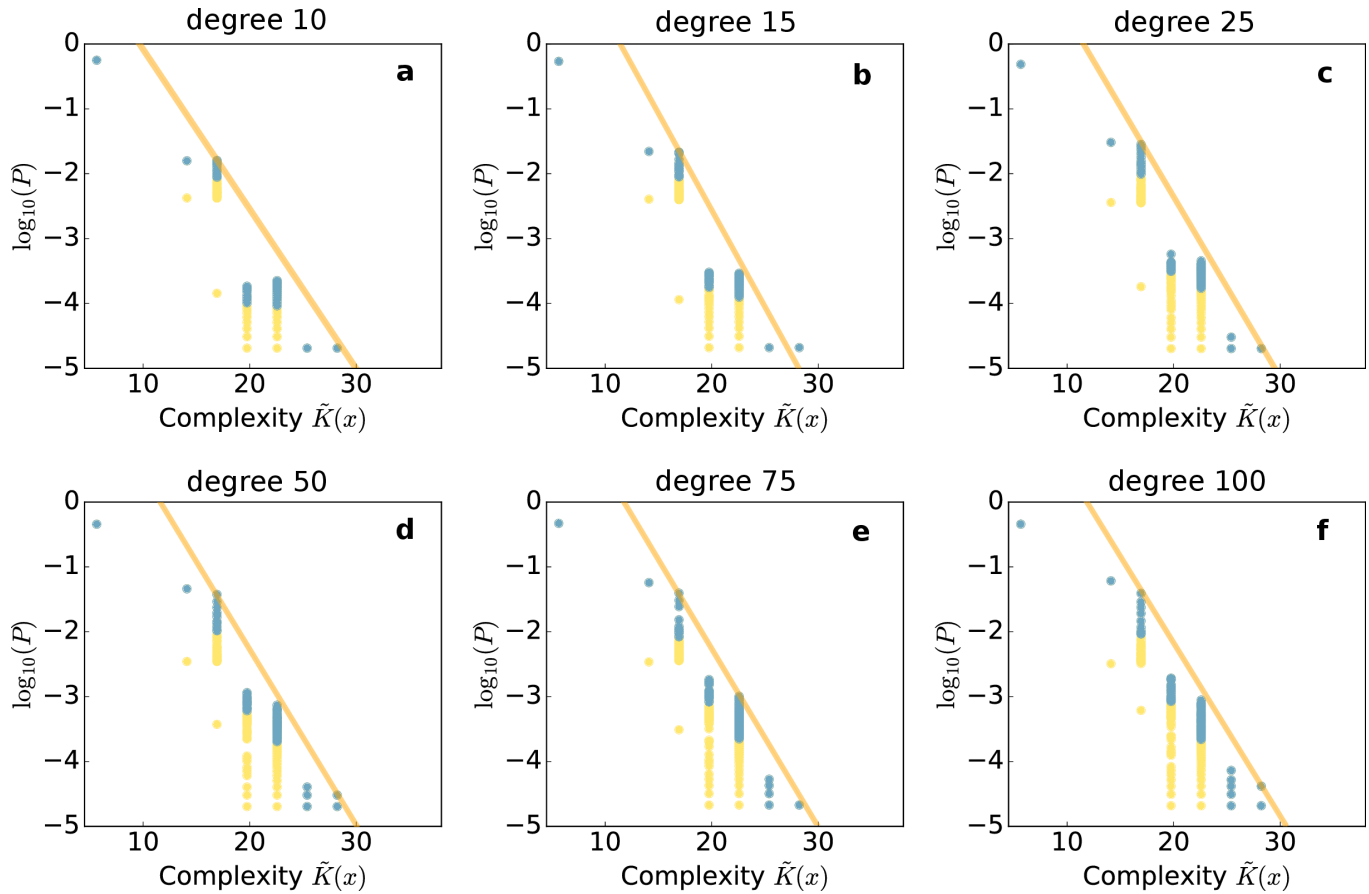 degree 10
degree 15
degree 25
a
b
c
0
−1
−2
−3
−4
−5
log₁₀(P)
10
20
30
Complexity K̃(x)
0
−1
−2
−3
−4
−5
log₁₀(P)
10
20
30
Complexity K̃(x)
0
−1
−2
−3
−4
−5
log₁₀(P)
10
20
30
Complexity K̃(x)
degree 50
degree 75
degree 100
d
e
f
0
−1
−2
−3
−4
−5
log₁₀(P)
10
20
30
Complexity K̃(x)
0
−1
−2
−3
−4
−5
log₁₀(P)
10
20
30
Complexity K̃(x)
0
−1
−2
−3
−4
−5
log₁₀(P)
10
20
30
Complexity K̃(x)